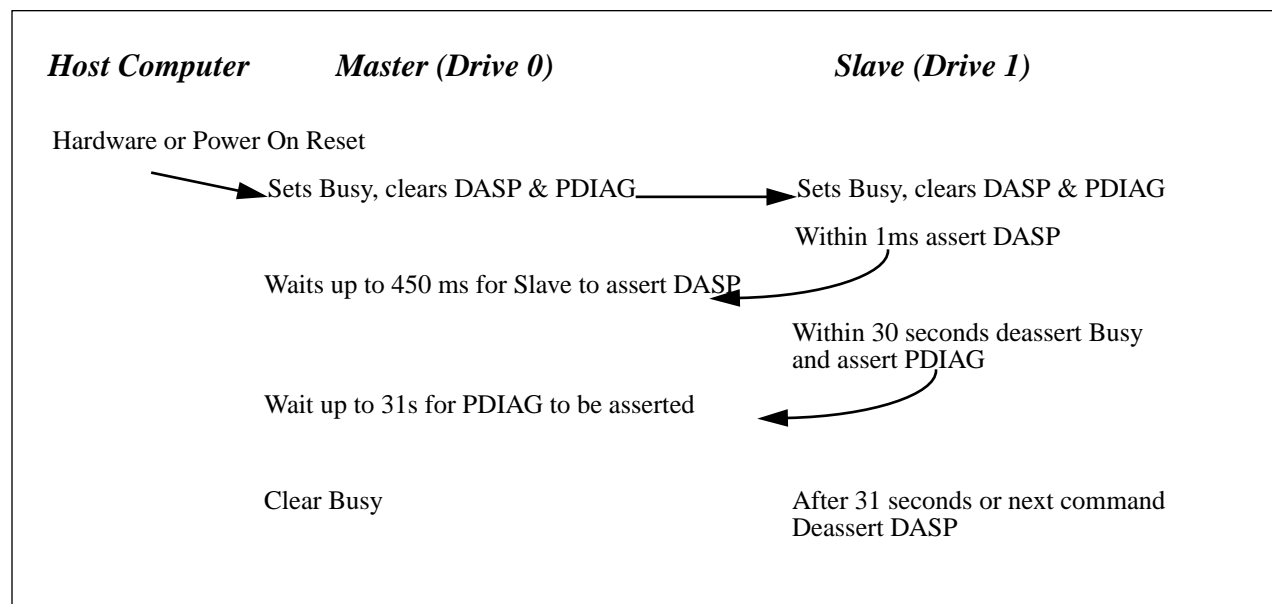 Host Computer Master (Drive 0) Slave (Drive 1)
Hardware or Power On Reset
Sets Busy, clears DASP & PDIAG Sets Busy, clears DASP & PDIAG
Within 1ms assert DASP
Waits up to 450 ms for Slave to assert DASP
Within 30 seconds deassert Busy
and assert PDIAG
Wait up to 31s for PDIAG to be asserted
Clear Busy After 31 seconds or next command
Deassert DASP